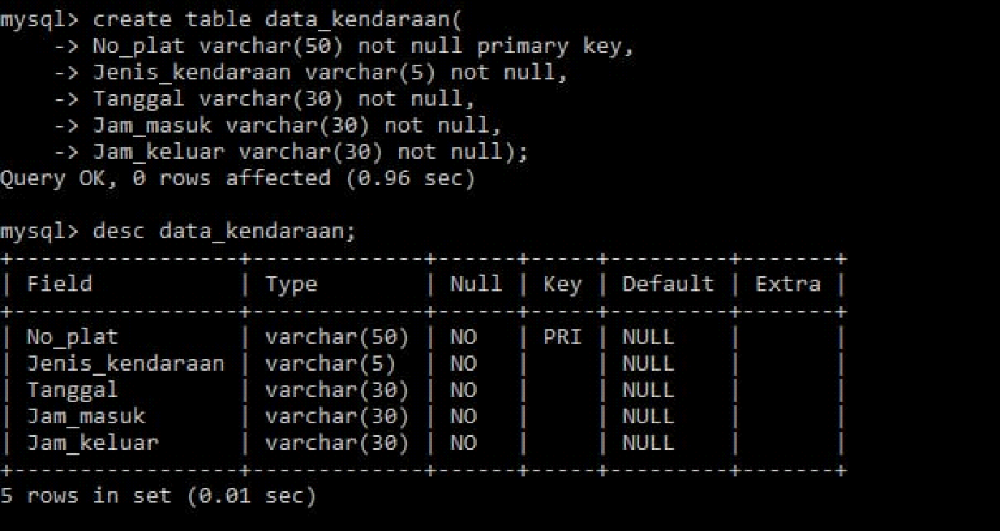 mysql> create table data_kendaraan(
    -> No_plat varchar(50) not null primary key,
    -> Jenis_kendaraan varchar(5) not null,
    -> Tanggal varchar(30) not null,
    -> Jam_masuk varchar(30) not null,
    -> Jam_keluar varchar(30) not null);
Query OK, 0 rows affected (0.96 sec)

mysql> desc data_kendaraan;
+-----------------+-------------+------+-----+---------+-------+
| Field           | Type        | Null | Key | Default | Extra |
+-----------------+-------------+------+-----+---------+-------+
| No_plat         | varchar(50) | NO   | PRI | NULL    |       |
| Jenis_kendaraan | varchar(5)  | NO   |     | NULL    |       |
| Tanggal         | varchar(30) | NO   |     | NULL    |       |
| Jam_masuk       | varchar(30) | NO   |     | NULL    |       |
| Jam_keluar      | varchar(30) | NO   |     | NULL    |       |
+-----------------+-------------+------+-----+---------+-------+
5 rows in set (0.01 sec)